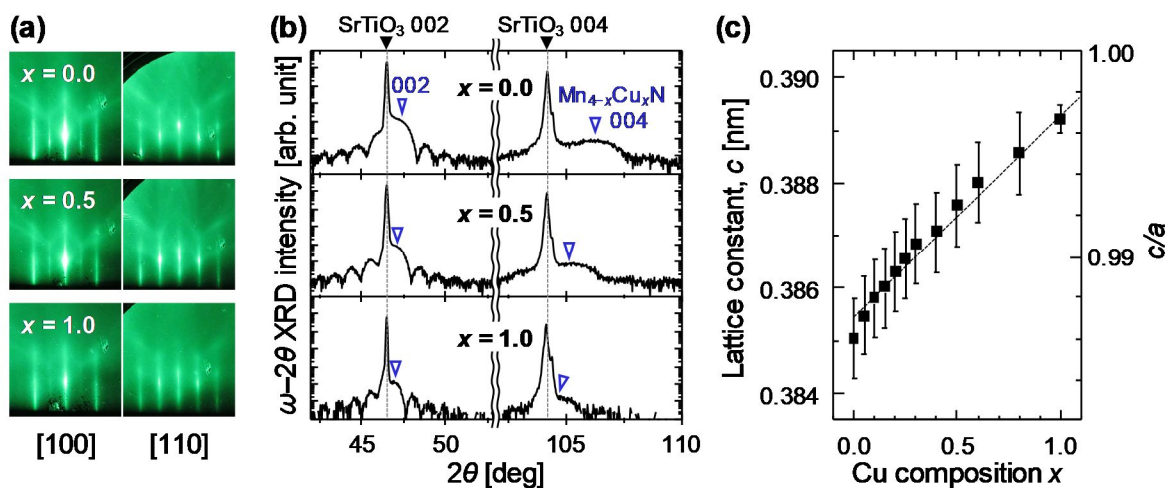 (a)
x = 0.0
x = 0.5
x = 1.0
[100]
[110]
(b)
SrTiO3 002
SrTiO3 004
ω–2θ XRD intensity [arb. unit]
002
x = 0.0
Mn4–xCuxN
004
x = 0.5
x = 1.0
45
50
105
110
2θ [deg]
(c)
Lattice constant, c [nm]
0.390
0.388
0.386
0.384
0.0
0.5
1.0
Cu composition x
1.00
0.99
c/a